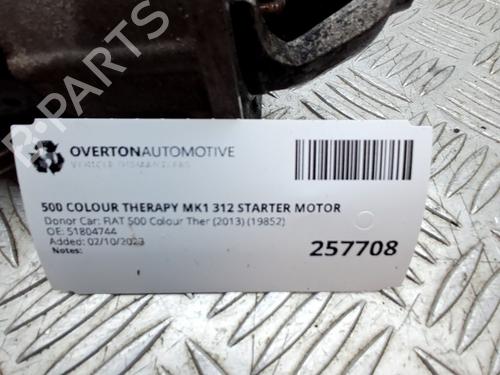 B-PARTS
OVERTONAUTOMOTIVE
VEHICLE DISMANTLERS
500 COLOUR THERAPY MK1 312 STARTER MOTOR
Donor Car: FIAT 500 Colour Ther (2013) (19852)
OE: 51804744
Added: 02/10/2023
Notes:
257708